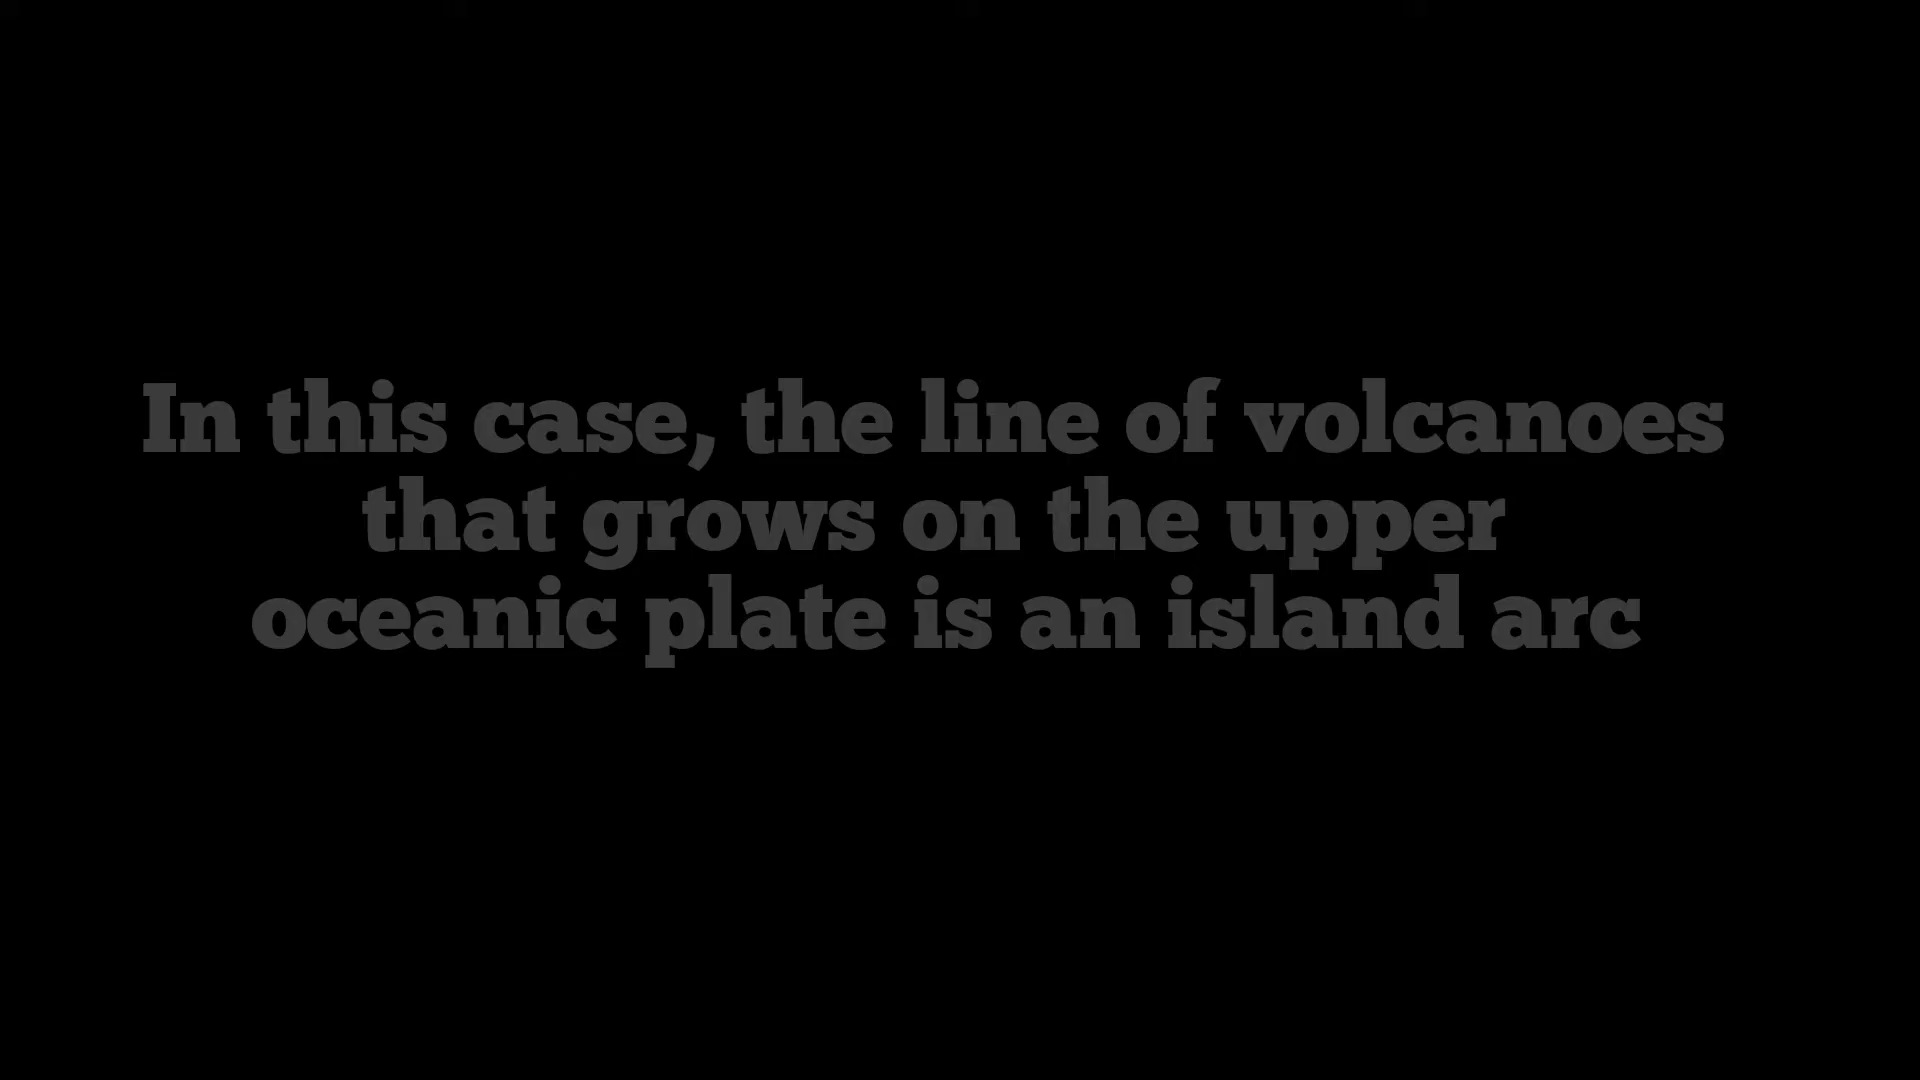 In this case, the line of volcanoes
that grows on the upper
oceanic plate is an island arc